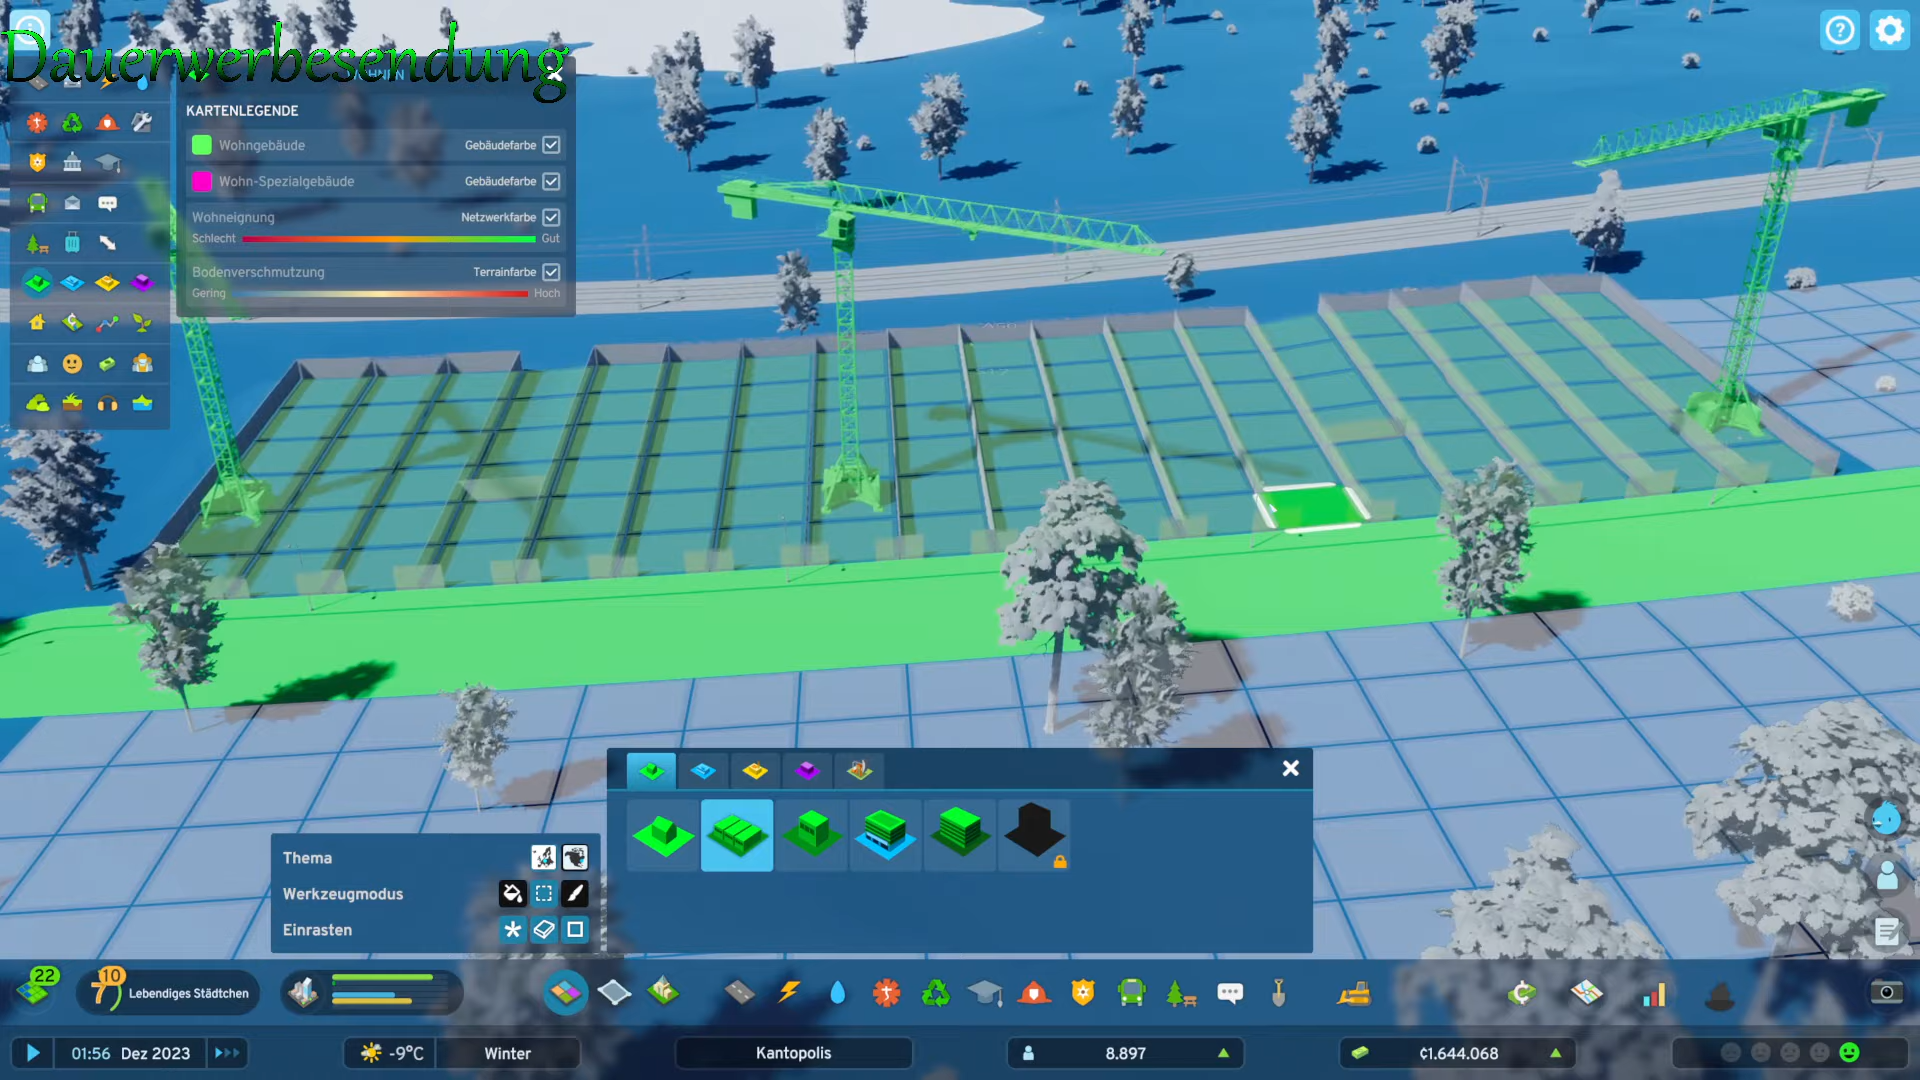 Dauerwerbesendung
WOHNEN
KARTENLEGENDE
Wohngebäude Gebäudefarbe
Wohn-Spezialgebäude Gebäudefarbe
Wohneignung Netzwerkfarbe
Schlecht Gut
Bodenverschmutzung Terrainfarbe
Gering Hoch
Thema
Werkzeugmodus
Einrasten
22
10 Lebendiges Städtchen
01:56 Dez 2023
-9°C Winter
Kantopolis
8.897
¢1.644.068